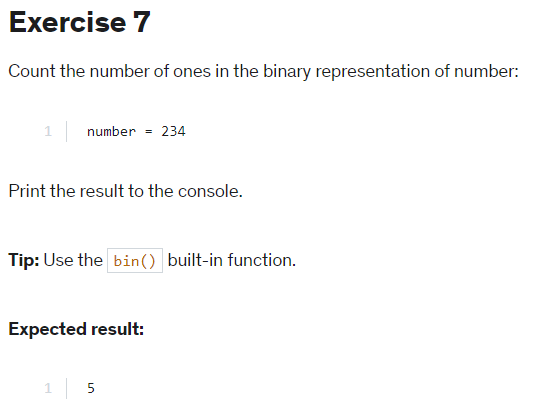 Exercise 7
Count the number of ones in the binary representation of number:
1 number = 234
Print the result to the console.
Tip: Use the bin() built-in function.
Expected result:
1 5